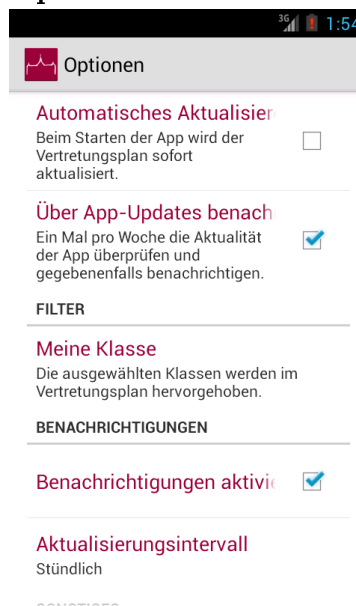 3G 1:54
Optionen
Automatisches Aktualisier
Beim Starten der App wird der
Vertretungsplan sofort
aktualisiert.
Über App-Updates benach
Ein Mal pro Woche die Aktualität
der App überprüfen und
gegebenenfalls benachrichtigen.
FILTER
Meine Klasse
Die ausgewählten Klassen werden im
Vertretungsplan hervorgehoben.
BENACHRICHTIGUNGEN
Benachrichtigungen aktivie
Aktualisierungsintervall
Stündlich